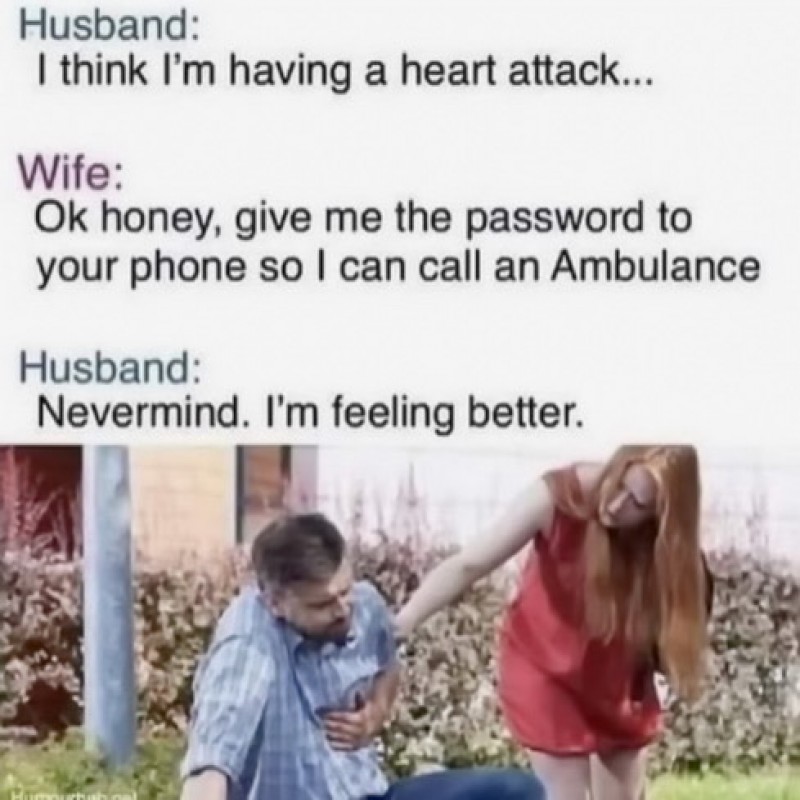 Husband:
I think I'm having a heart attack...
Wife:
Ok honey, give me the password to
your phone so I can call an Ambulance
Husband:
Nevermind. I'm feeling better.